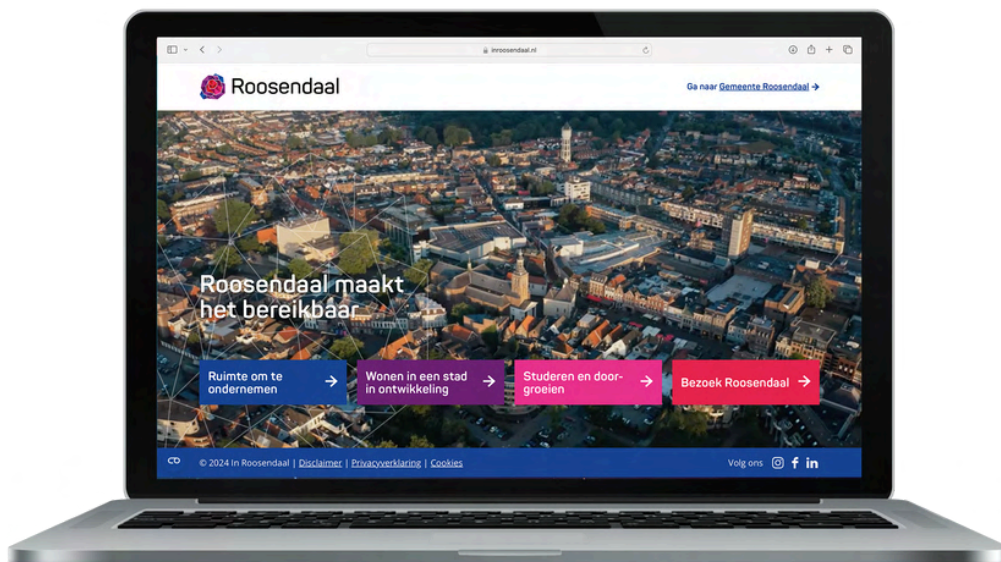 inroosendaal.nl
Roosendaal
Ga naar Gemeente Roosendaal →
Roosendaal maakt
het bereikbaar
Ruimte om te
ondernemen
Wonen in een stad
in ontwikkeling
Studeren en door-
groeien
Bezoek Roosendaal
© 2024 In Roosendaal | Disclaimer | Privacyverklaring | Cookies
Volg ons